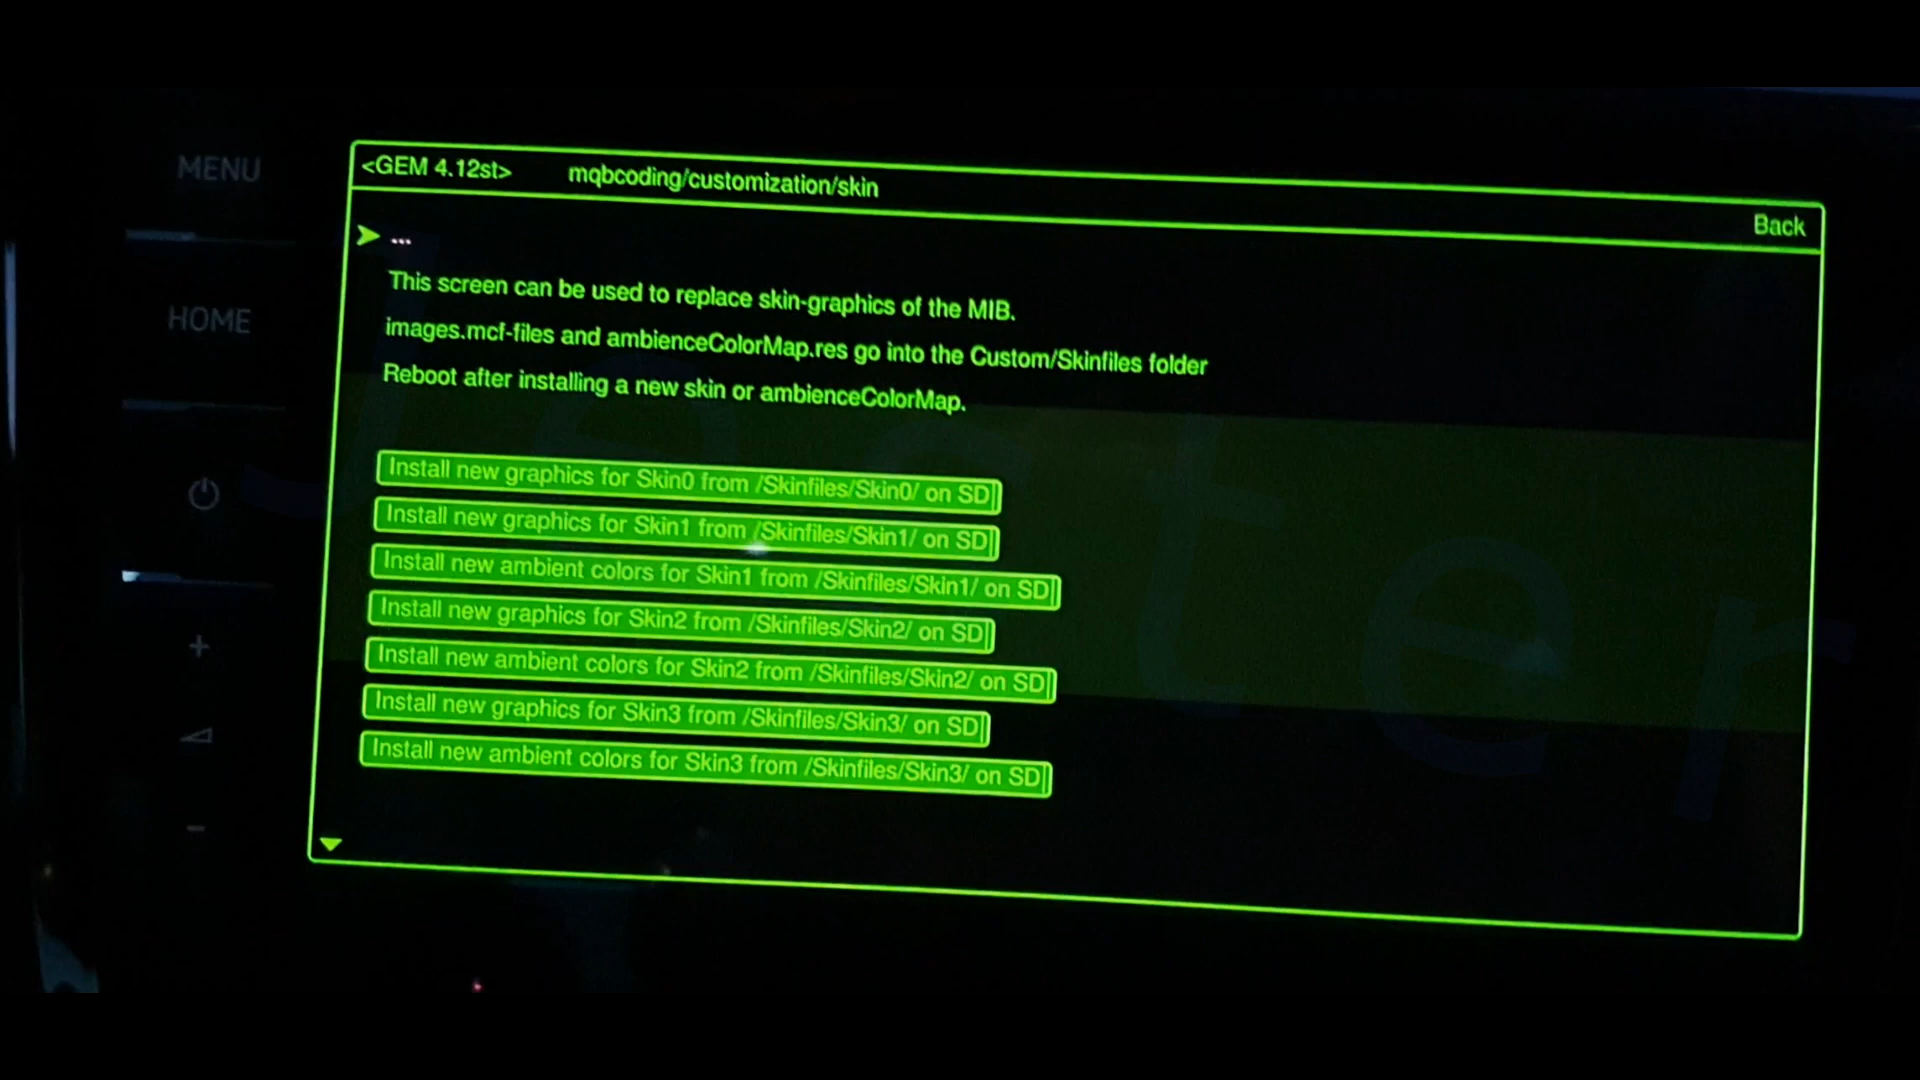 MENU
HOME
<GEM 4.12st> mqbcoding/customization/skin
Back
...
This screen can be used to replace skin-graphics of the MIB.
images.mcf-files and ambienceColorMap.res go into the Custom/Skinfiles folder
Reboot after installing a new skin or ambienceColorMap.
Install new graphics for Skin0 from /Skinfiles/Skin0/ on SD
Install new graphics for Skin1 from /Skinfiles/Skin1/ on SD
Install new ambient colors for Skin1 from /Skinfiles/Skin1/ on SD
Install new graphics for Skin2 from /Skinfiles/Skin2/ on SD
Install new ambient colors for Skin2 from /Skinfiles/Skin2/ on SD
Install new graphics for Skin3 from /Skinfiles/Skin3/ on SD
Install new ambient colors for Skin3 from /Skinfiles/Skin3/ on SD
+
-